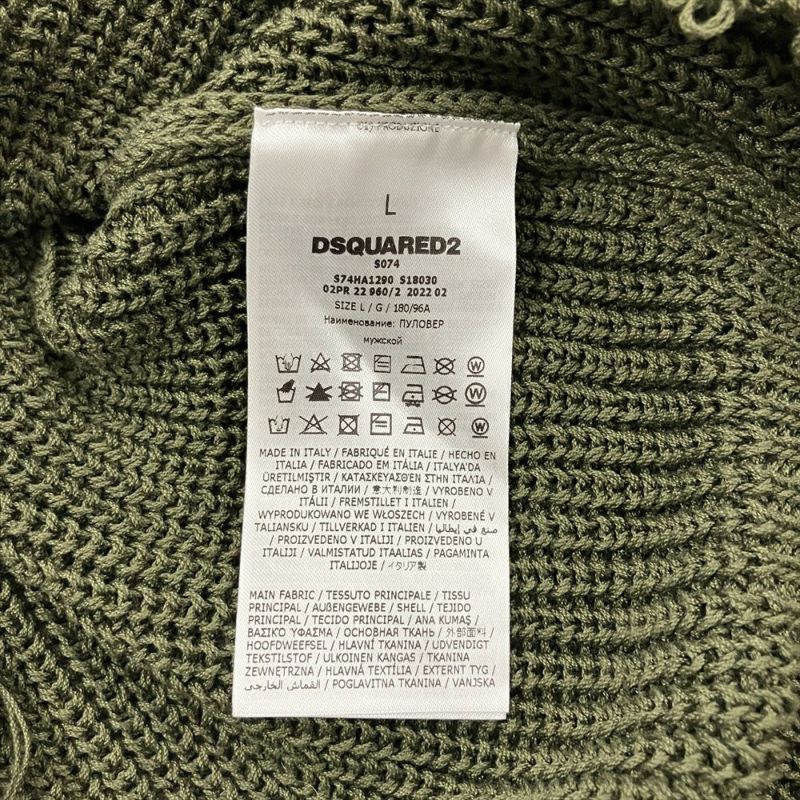 01) PRODUZIONE
L
DSQUARED2
S074
S74HA1290 S18030
02PR 22 960/2 2022 02
SIZE L / G / 180/96A
Наименование: ПУЛОВЕР
мужской
MADE IN ITALY / FABRIQUÉ EN ITALIE / HECHO EN
ITALIA / FABRICADO EM ITÁLIA / ITALYA'DA
ÜRETILMIŞTIR / ΚΑΤΑΣΚΕΥΑΣΘΕΝ ΣΤΗΝ ΙΤΑΛΙΑ
СДЕЛАНО В ИТАЛИИ / 意大利制造 / VYROBENO V
ITÁLII / FREMSTILLET I ITALIEN /
WYPRODUKOWANO WE WŁOSZECH / VYROBENÉ V
TALIANSKU / TILLVERKAD I ITALIEN / صنع في إيطاليا
/ PROIZVEDENO V ITALIJI / PROIZVEDENO U
ITALIJI / VALMISTATUD ITAALIAS / PAGAMINTA
ITALIJOJE / イタリア製
MAIN FABRIC / TESSUTO PRINCIPALE / TISSU
PRINCIPAL / AUßENGEWEBE / SHELL / TEJIDO
PRINCIPAL / TECIDO PRINCIPAL / ANA KUMAŞ /
ΒΑΣΙΚΌ ΎΦΑΣΜΑ / ОСНОВНАЯ ТКАНЬ / 外部面料 /
HOOFDWEEFSEL / HLAVNÍ TKANINA / UDVENDIGT
TEKSTILSTOF / ULKOINEN KANGAS / TKANINA
ZEWNĘTRZNA / HLAVNÁ TEXTÍLIA / EXTERNT TYG /
القماش الخارجي / POGLAVITNA TKANINA / VANJSKA